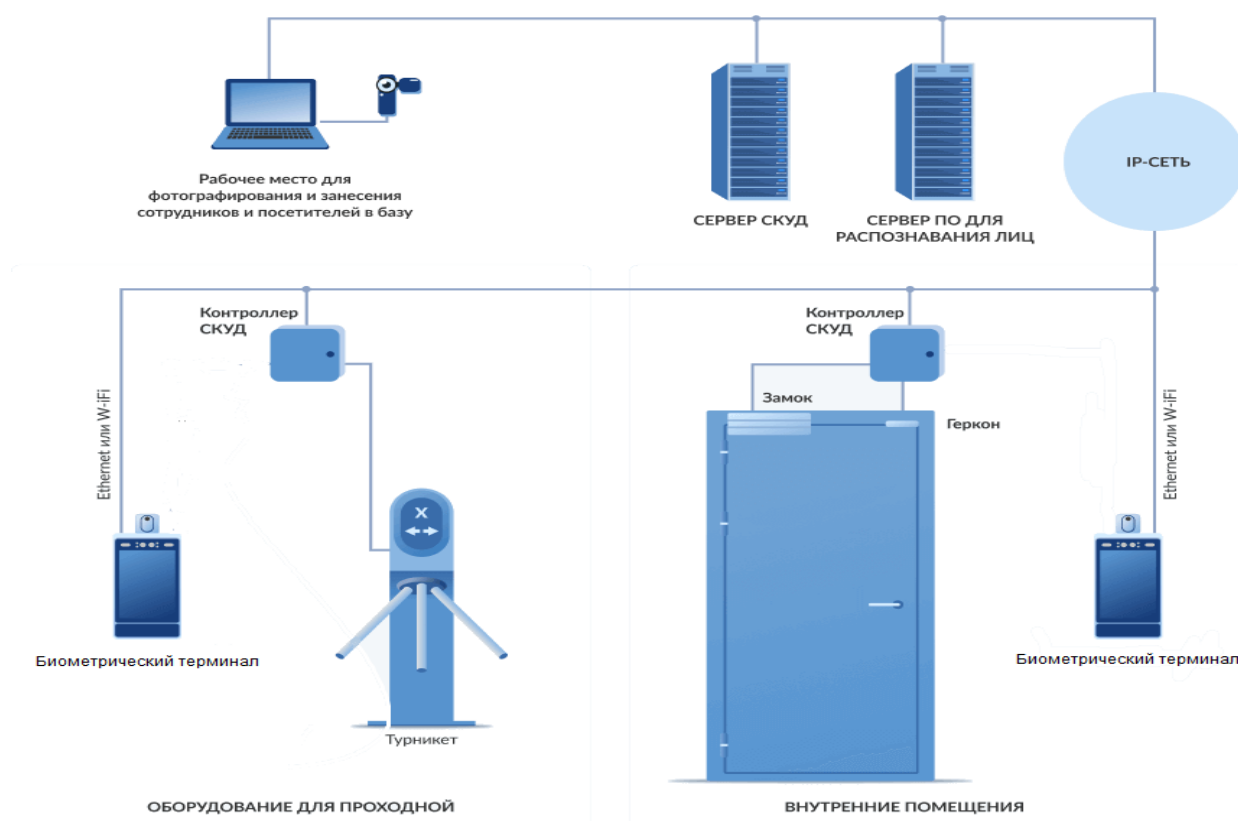 Рабочее место для
фотографирования и занесения
сотрудников и посетителей в базу
СЕРВЕР СКУД
СЕРВЕР ПО ДЛЯ
РАСПОЗНАВАНИЯ ЛИЦ
IP-СЕТЬ
Контроллер
СКУД
Ethernet или W-iFi
Биометрический терминал
X
Турникет
ОБОРУДОВАНИЕ ДЛЯ ПРОХОДНОЙ
Контроллер
СКУД
Замок
Геркон
Ethernet или W-iFi
Биометрический терминал
ВНУТРЕННИЕ ПОМЕЩЕНИЯ